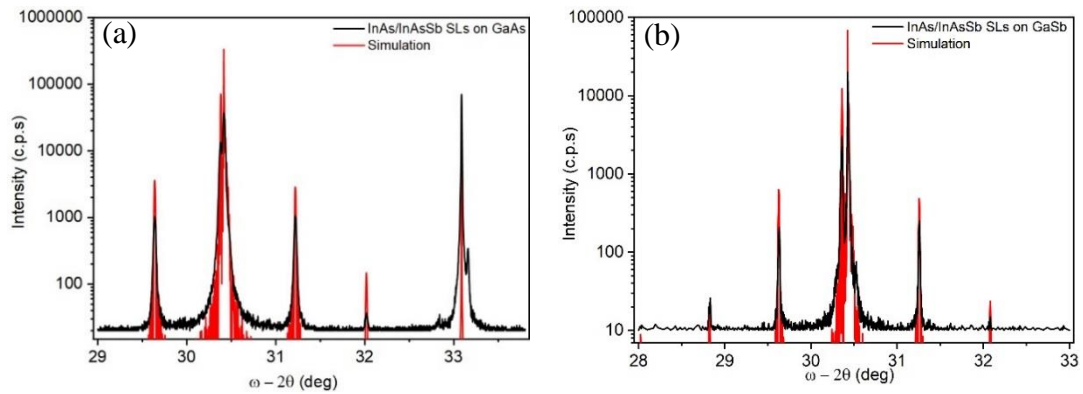 (a)
InAs/InAsSb SLs on GaAs
Simulation
1000000
100000
10000
1000
100
Intensity (c.p.s)
29 30 31 32 33
ω – 2θ (deg)
(b)
InAs/InAsSb SLs on GaSb
Simulation
100000
10000
1000
100
10
Intensity (c.p.s)
28 29 30 31 32 33
ω – 2θ (deg)